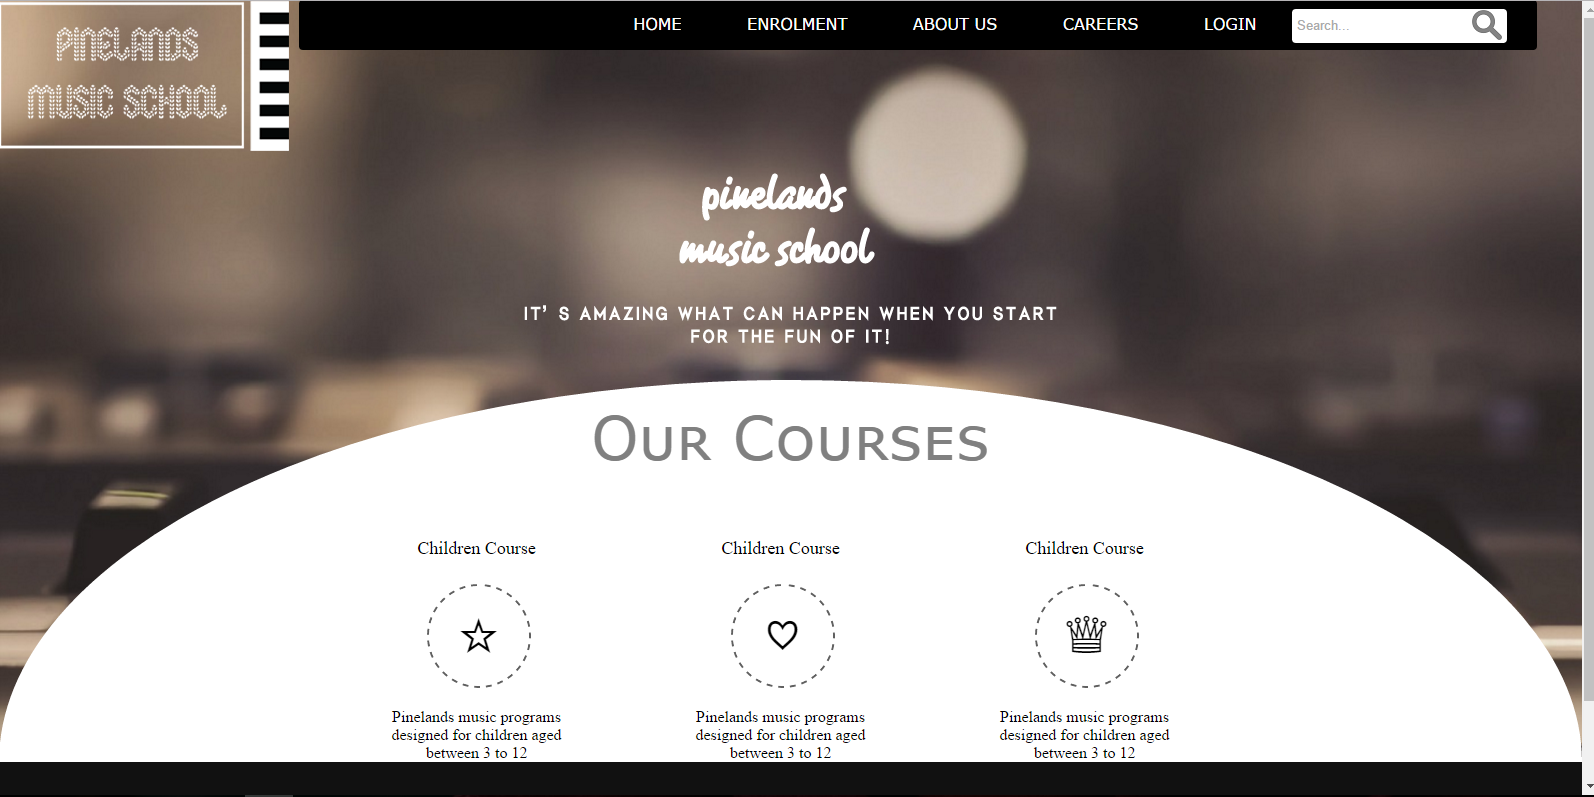 PINELANDS
MUSIC SCHOOL
HOME ENROLMENT ABOUT US CAREERS LOGIN Search...
pinelands
music school
IT' S AMAZING WHAT CAN HAPPEN WHEN YOU START
FOR THE FUN OF IT!
Our Courses
Children Course
Pinelands music programs
designed for children aged
between 3 to 12
Children Course
Pinelands music programs
designed for children aged
between 3 to 12
Children Course
Pinelands music programs
designed for children aged
between 3 to 12